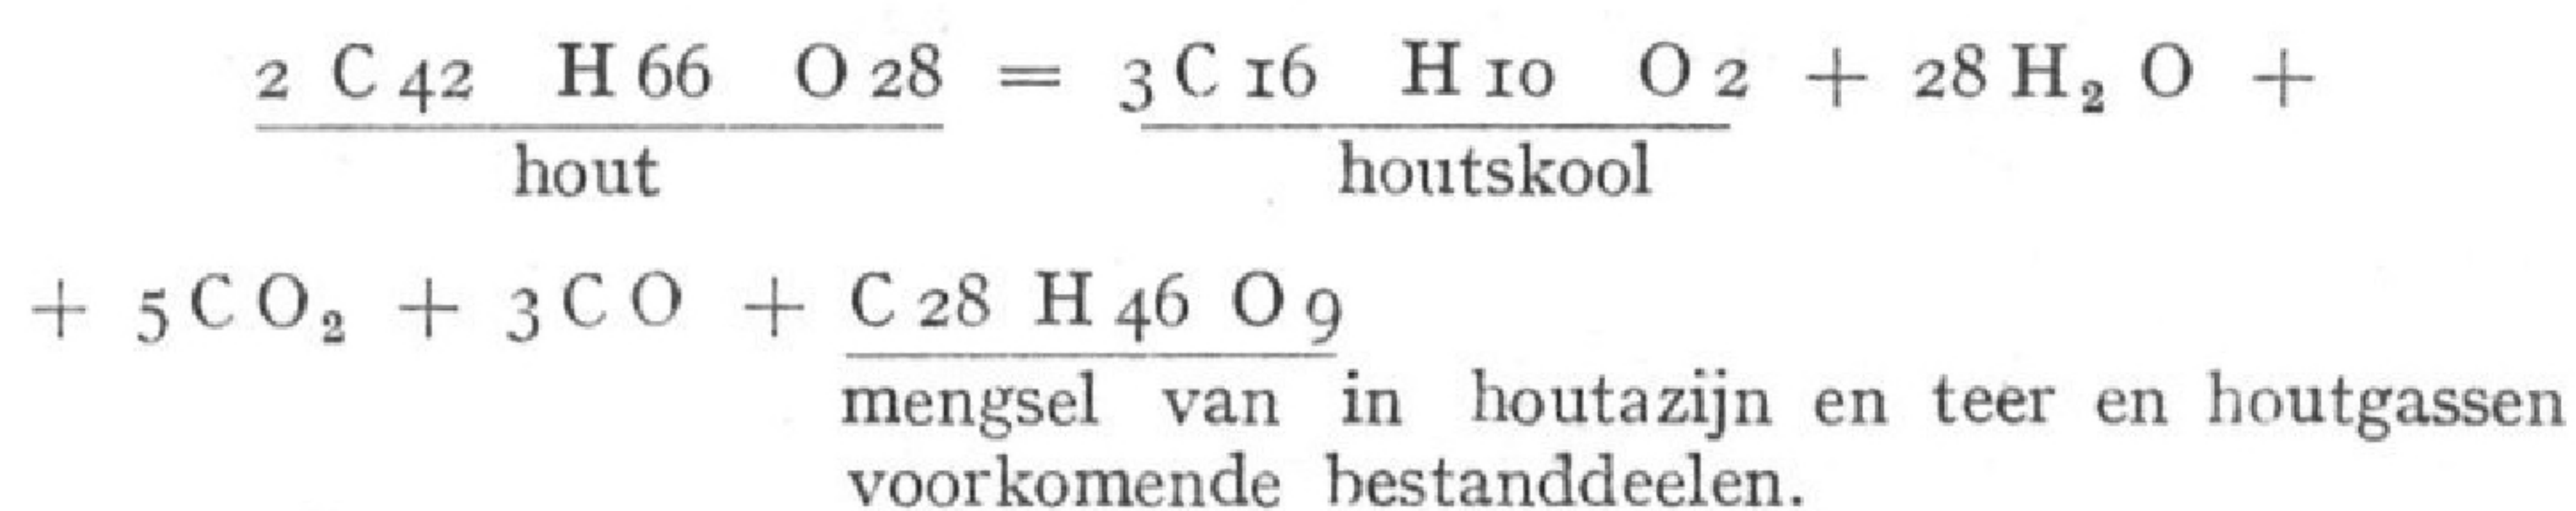 2 C 42 H 66 O 28 = 3 C 16 H 10 O 2 + 28 H₂ O +
hout houtskool
+ 5 C O₂ + 3 C O + C 28 H 46 O 9
mengsel van in houtazijn en teer en houtgassen
voorkomende bestanddeelen.